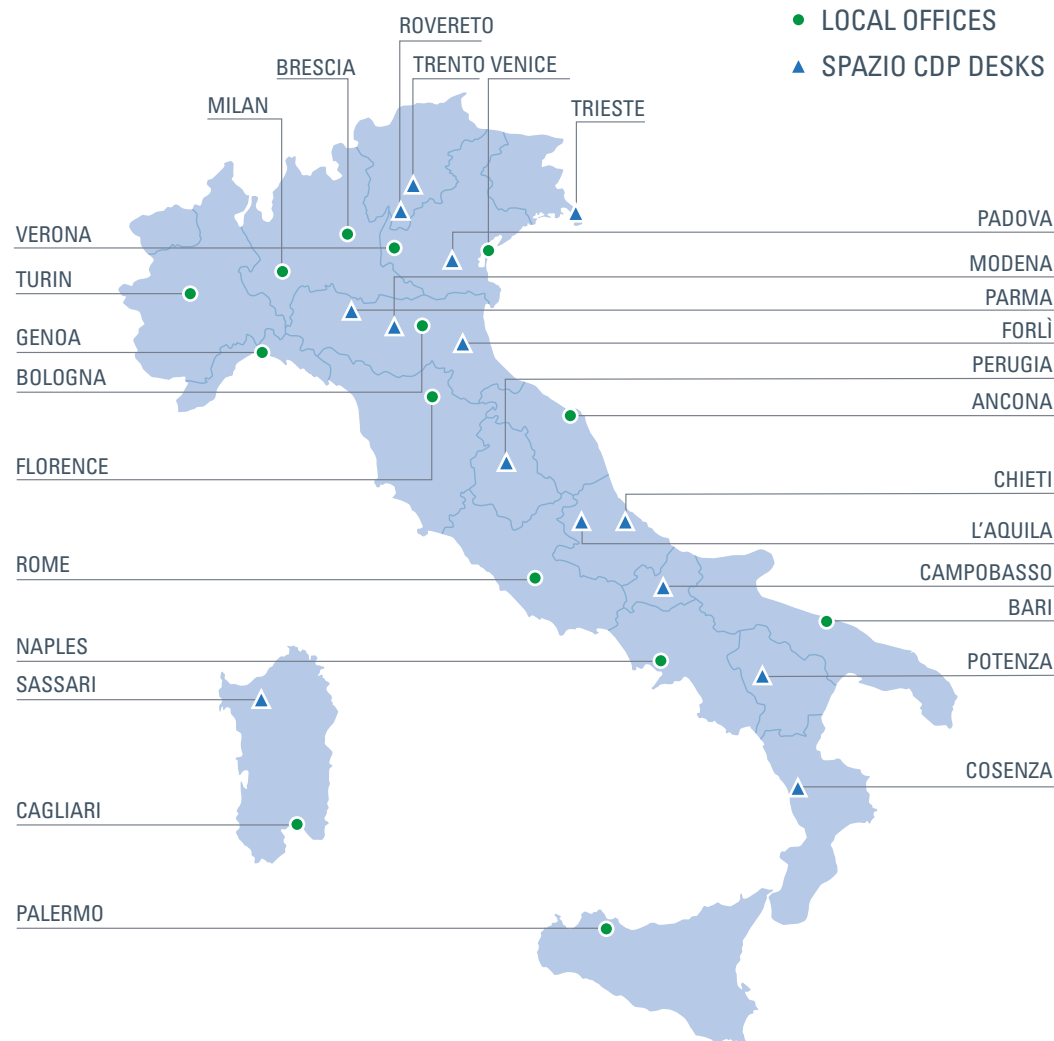 LOCAL OFFICES
SPAZIO CDP DESKS
ROVERETO
BRESCIA
TRENTO
VENICE
MILAN
TRIESTE
VERONA
TURIN
GENOA
BOLOGNA
FLORENCE
ROME
NAPLES
SASSARI
CAGLIARI
PALERMO
PADOVA
MODENA
PARMA
FORLÌ
PERUGIA
ANCONA
CHIETI
L'AQUILA
CAMPOBASSO
BARI
POTENZA
COSENZA